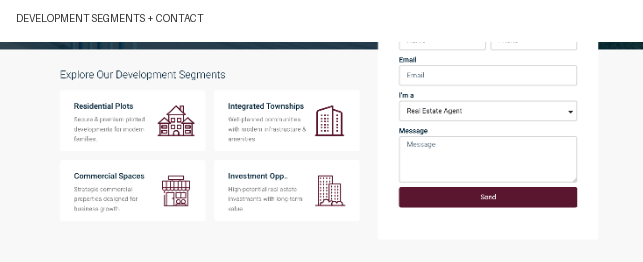 DEVELOPMENT SEGMENTS + CONTACT
Explore Our Development Segments
Residential Plots
Secure & premium plotted
developments for modern
families.
Integrated Townships
Well-planned communities
with modern infrastructure &
amenities.
Commercial Spaces
Strategic commercial
properties designed for
business growth.
Investment Opp..
High-potential real estate
investments with long-term
value.
Email
Email
I'm a
Real Estate Agent
Message
Message
Send